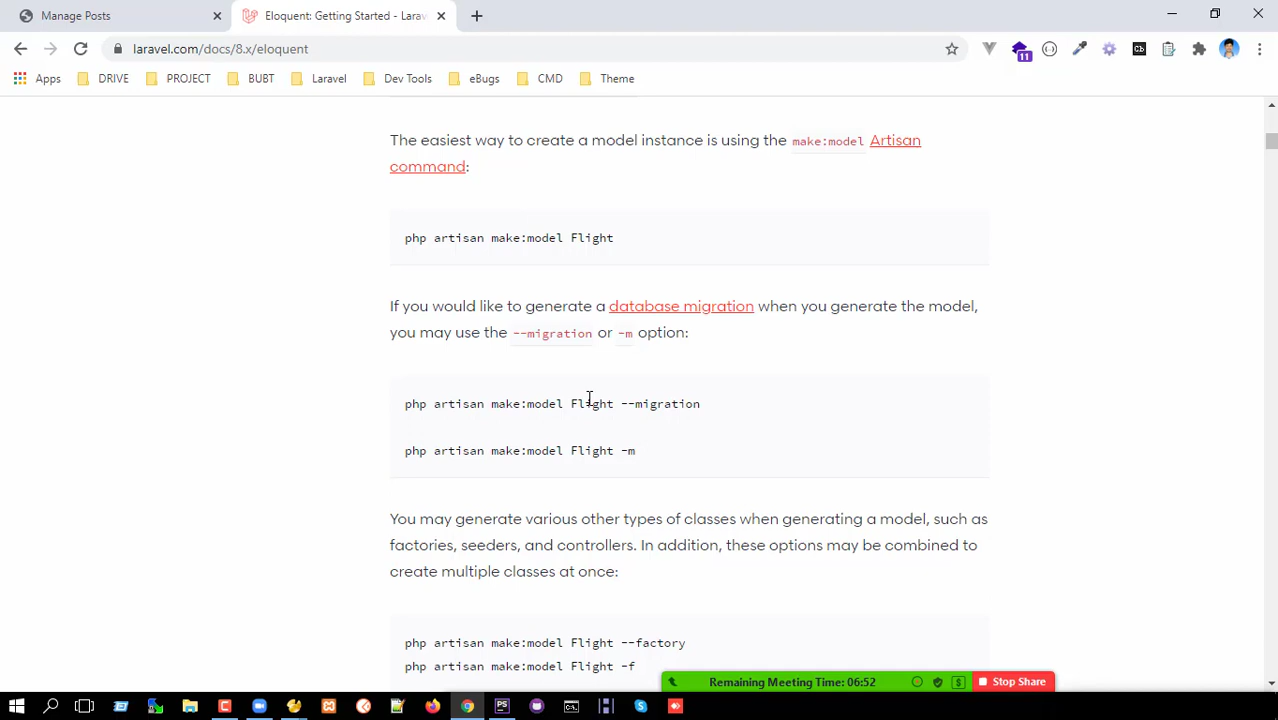 Manage Posts
Eloquent: Getting Started - Larav
laravel.com/docs/8.x/eloquent
11
Cb
Apps
DRIVE
PROJECT
BUBT
Laravel
Dev Tools
eBugs
CMD
Theme
The easiest way to create a model instance is using the make:model Artisan
command:
php artisan make:model Flight
If you would like to generate a database migration when you generate the model,
you may use the --migration or -m option:
php artisan make:model Flight --migration
php artisan make:model Flight -m
You may generate various other types of classes when generating a model, such as
factories, seeders, and controllers. In addition, these options may be combined to
create multiple classes at once:
php artisan make:model Flight --factory
php artisan make:model Flight -f
Remaining Meeting Time: 06:52
Stop Share
PS